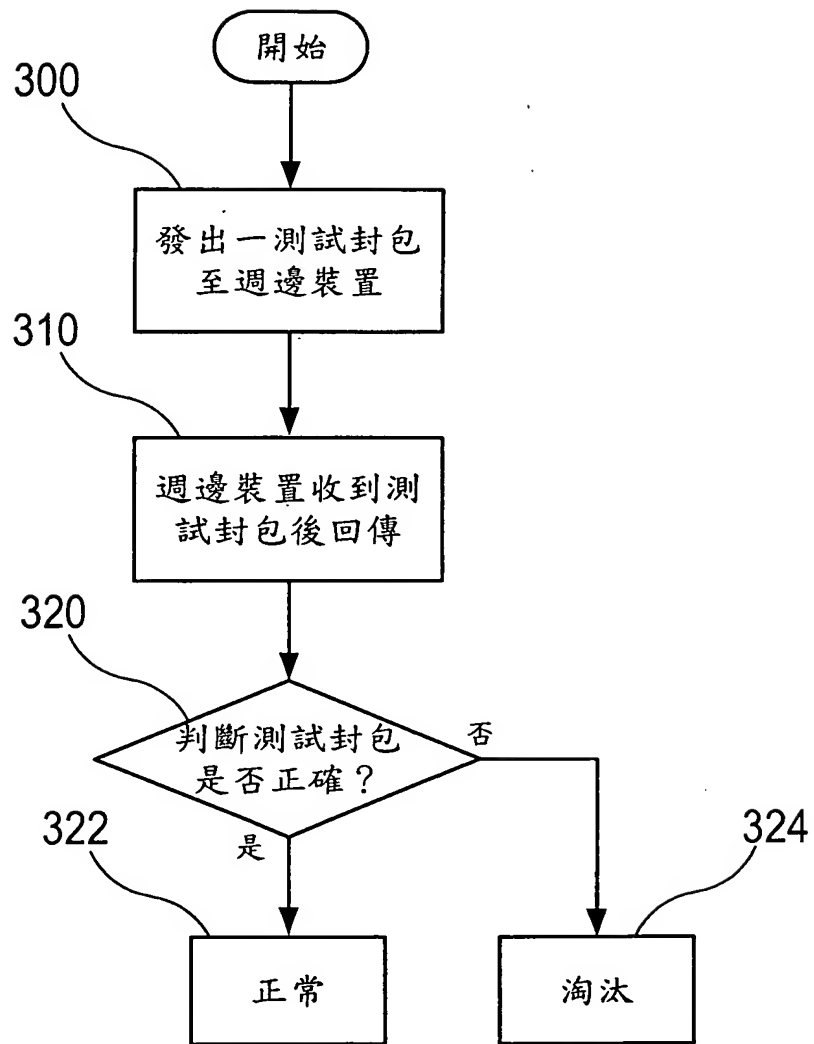 開始
300
發出一測試封包
至週邊裝置
310
週邊裝置收到測
試封包後回傳
320
判斷測試封包
是否正確？
否
是
322
324
正常
淘汰